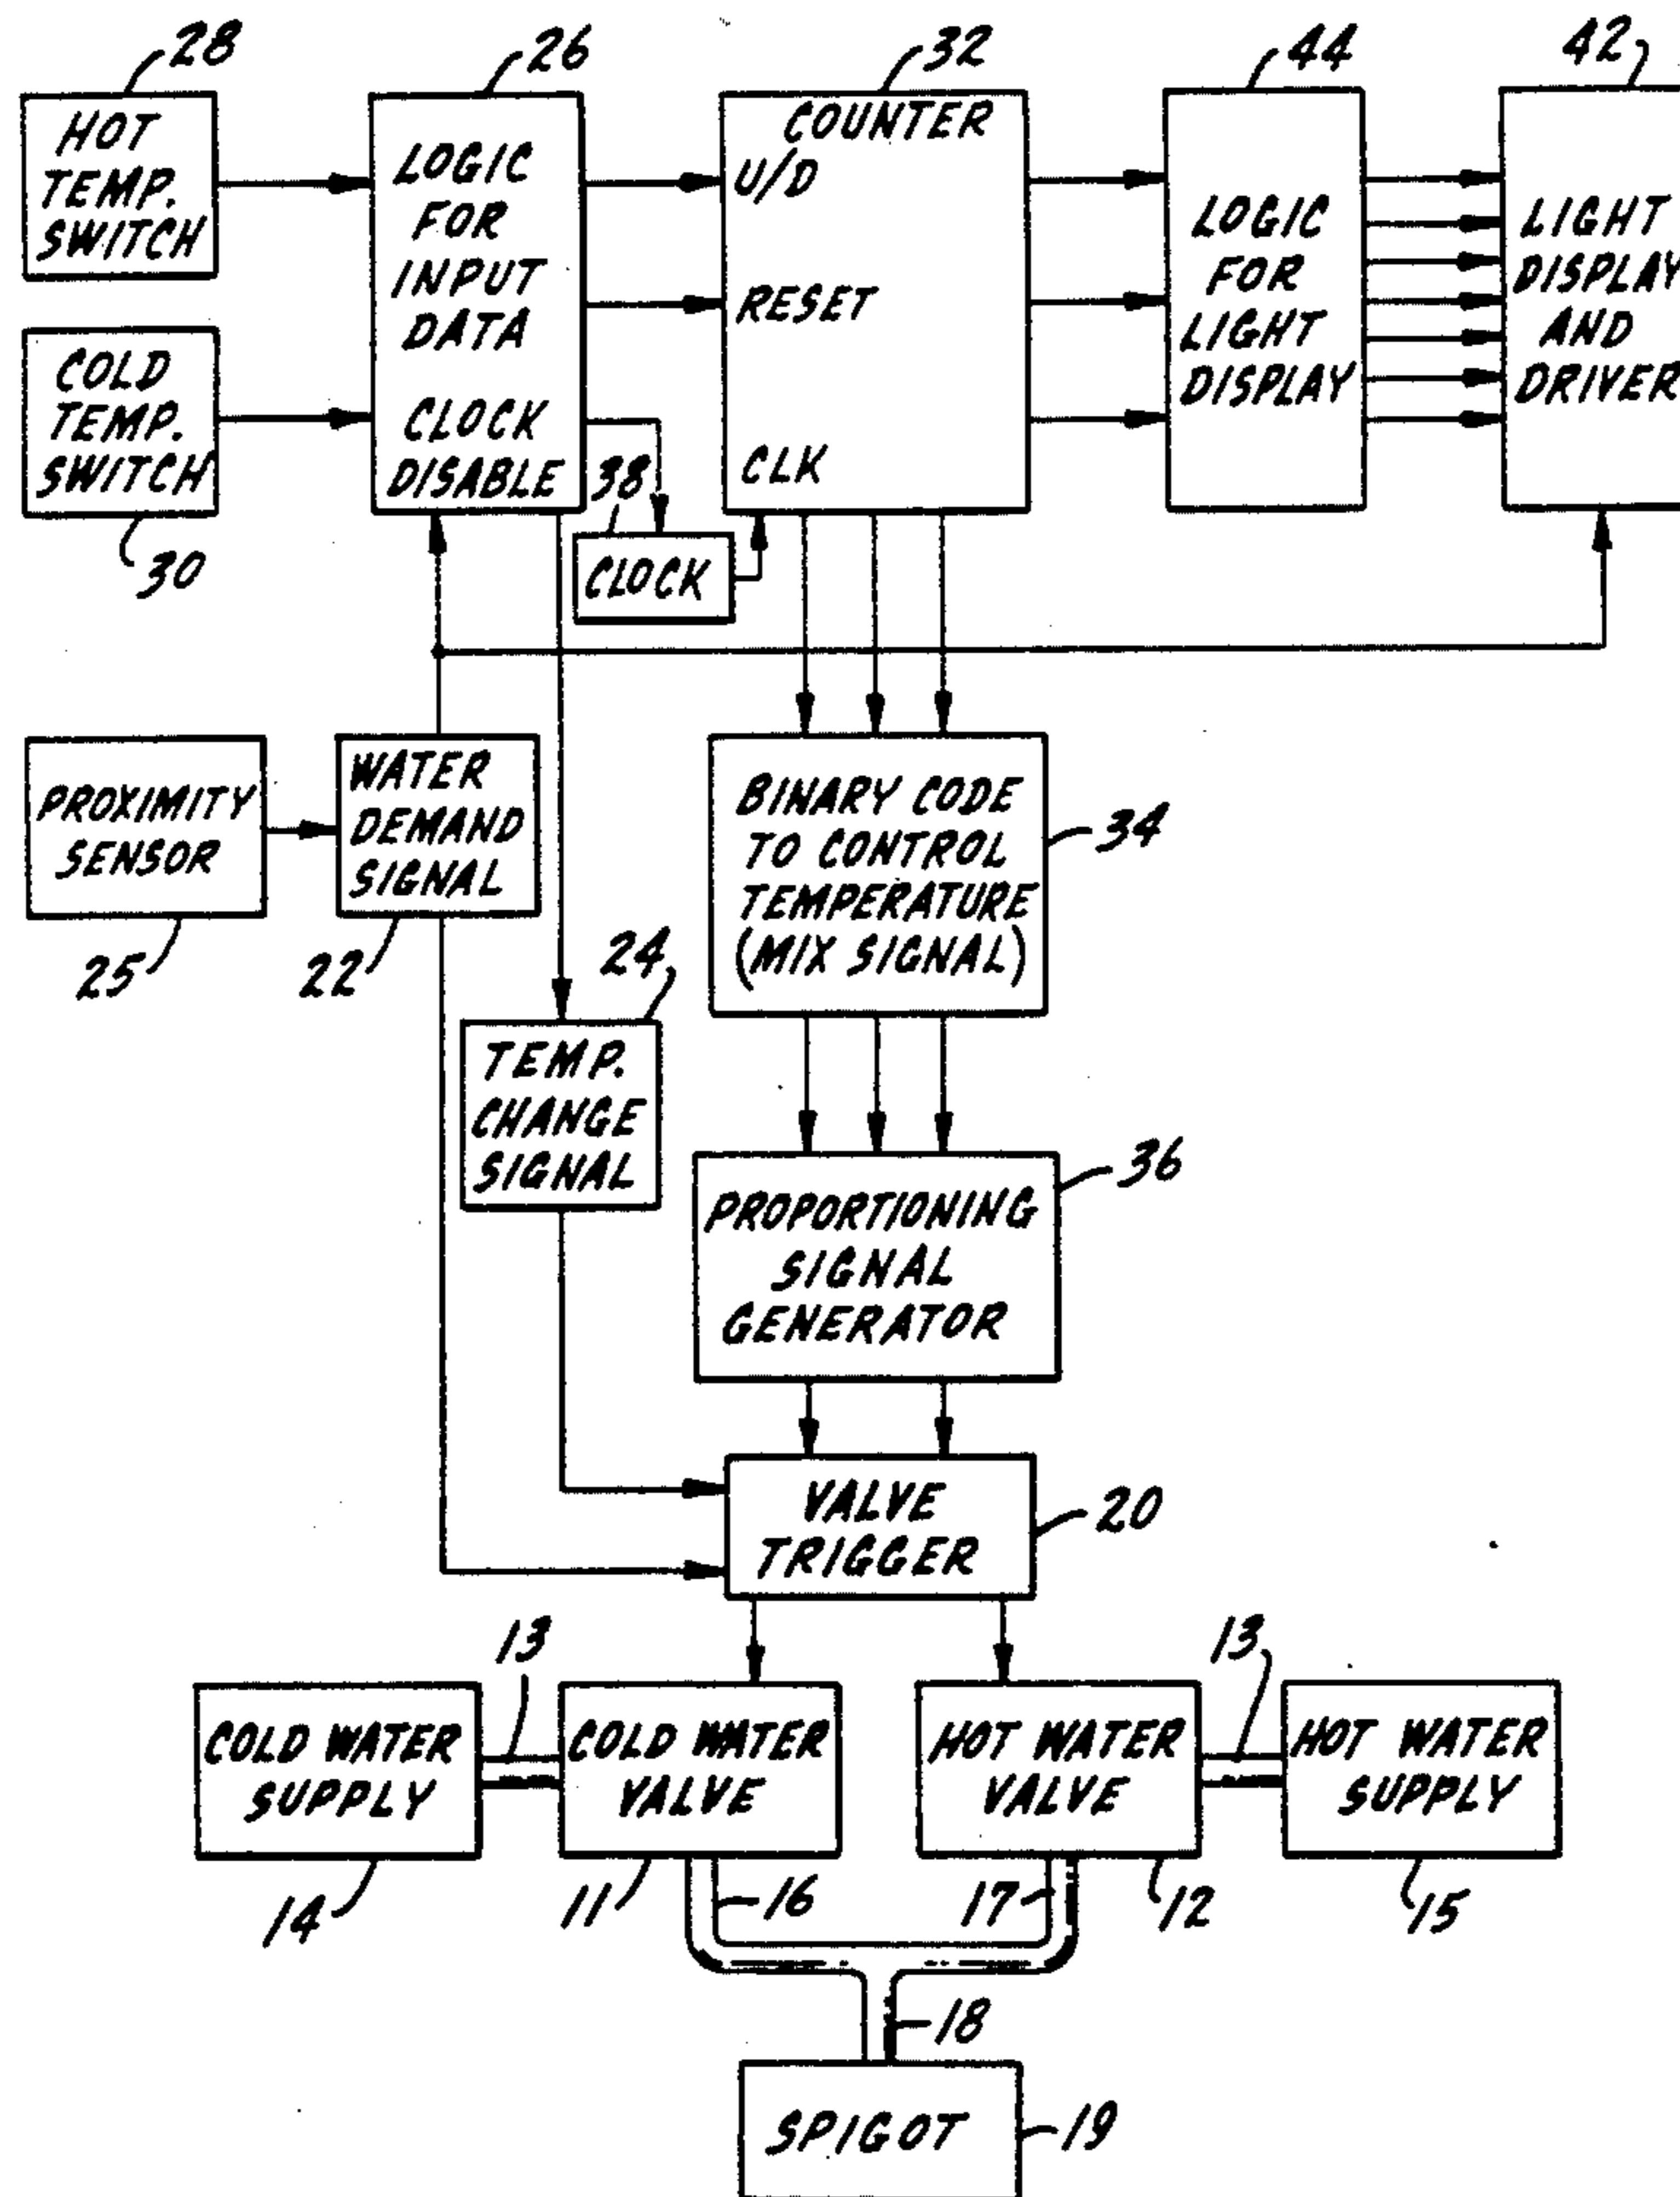 28
26
32
44
42
HOT
TEMP.
SWITCH
LOGIC
FOR
INPUT
DATA
CLOCK
DISABLE
COUNTER
U/D
RESET
CLK
LOGIC
FOR
LIGHT
DISPLAY
LIGHT
DISPLAY
AND
DRIVER
COLD
TEMP.
SWITCH
30
38
CLOCK
PROXIMITY
SENSOR
25
WATER
DEMAND
SIGNAL
22
BINARY CODE
TO CONTROL
TEMPERATURE
(MIX SIGNAL)
34
24
TEMP.
CHANGE
SIGNAL
PROPORTIONING
SIGNAL
GENERATOR
36
VALVE
TRIGGER
20
13
13
COLD WATER
SUPPLY
COLD WATER
VALVE
HOT WATER
VALVE
HOT WATER
SUPPLY
14
11
16
17
12
15
18
SPIGOT
19